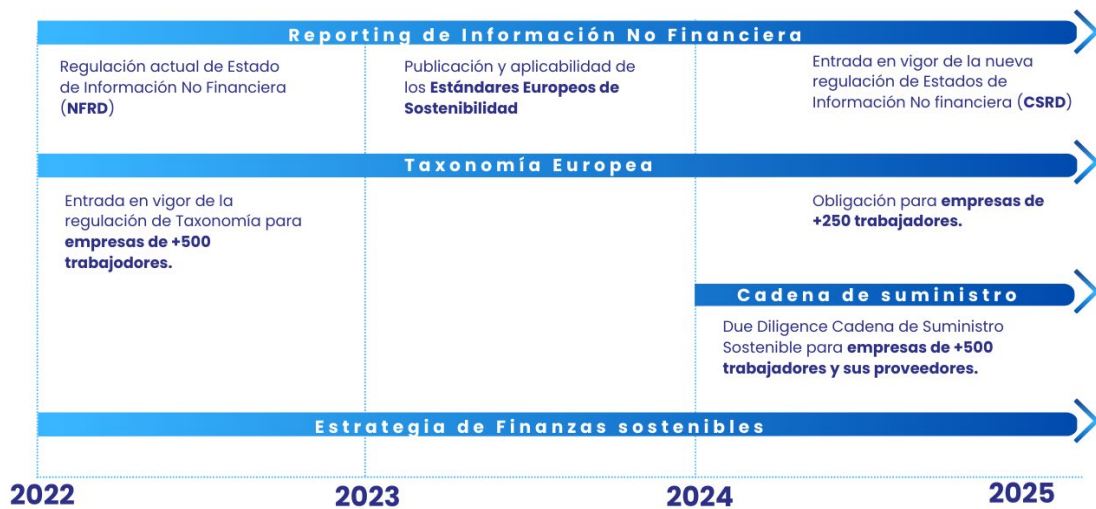 Reporting de Información No Financiera
Regulación actual de Estado
de Información No Financiera
(NFRD)
Publicación y aplicabilidad de
los Estándares Europeos de
Sostenibilidad
Entrada en vigor de la nueva
regulación de Estados de
Información No financiera (CSRD)
Taxonomía Europea
Entrada en vigor de la
regulación de Taxonomía para
empresas de +500
trabajodores.
Obligación para empresas de
+250 trabajadores.
Cadena de suministro
Due Diligence Cadena de Suministro
Sostenible para empresas de +500
trabajadores y sus proveedores.
Estrategia de Finanzas sostenibles
2022
2023
2024
2025